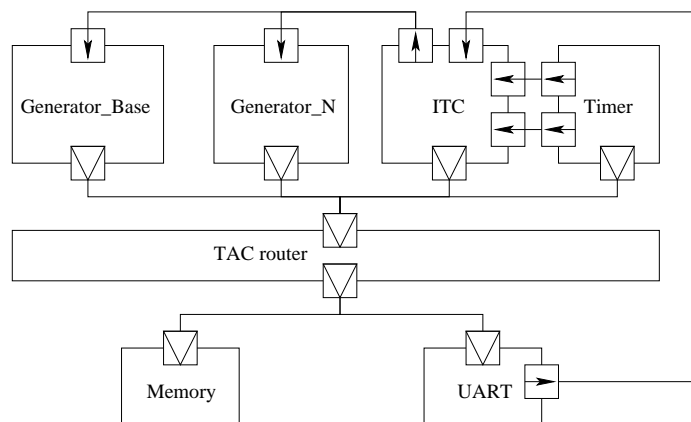 Generator_Base
Generator_N
ITC
Timer
TAC router
Memory
UART